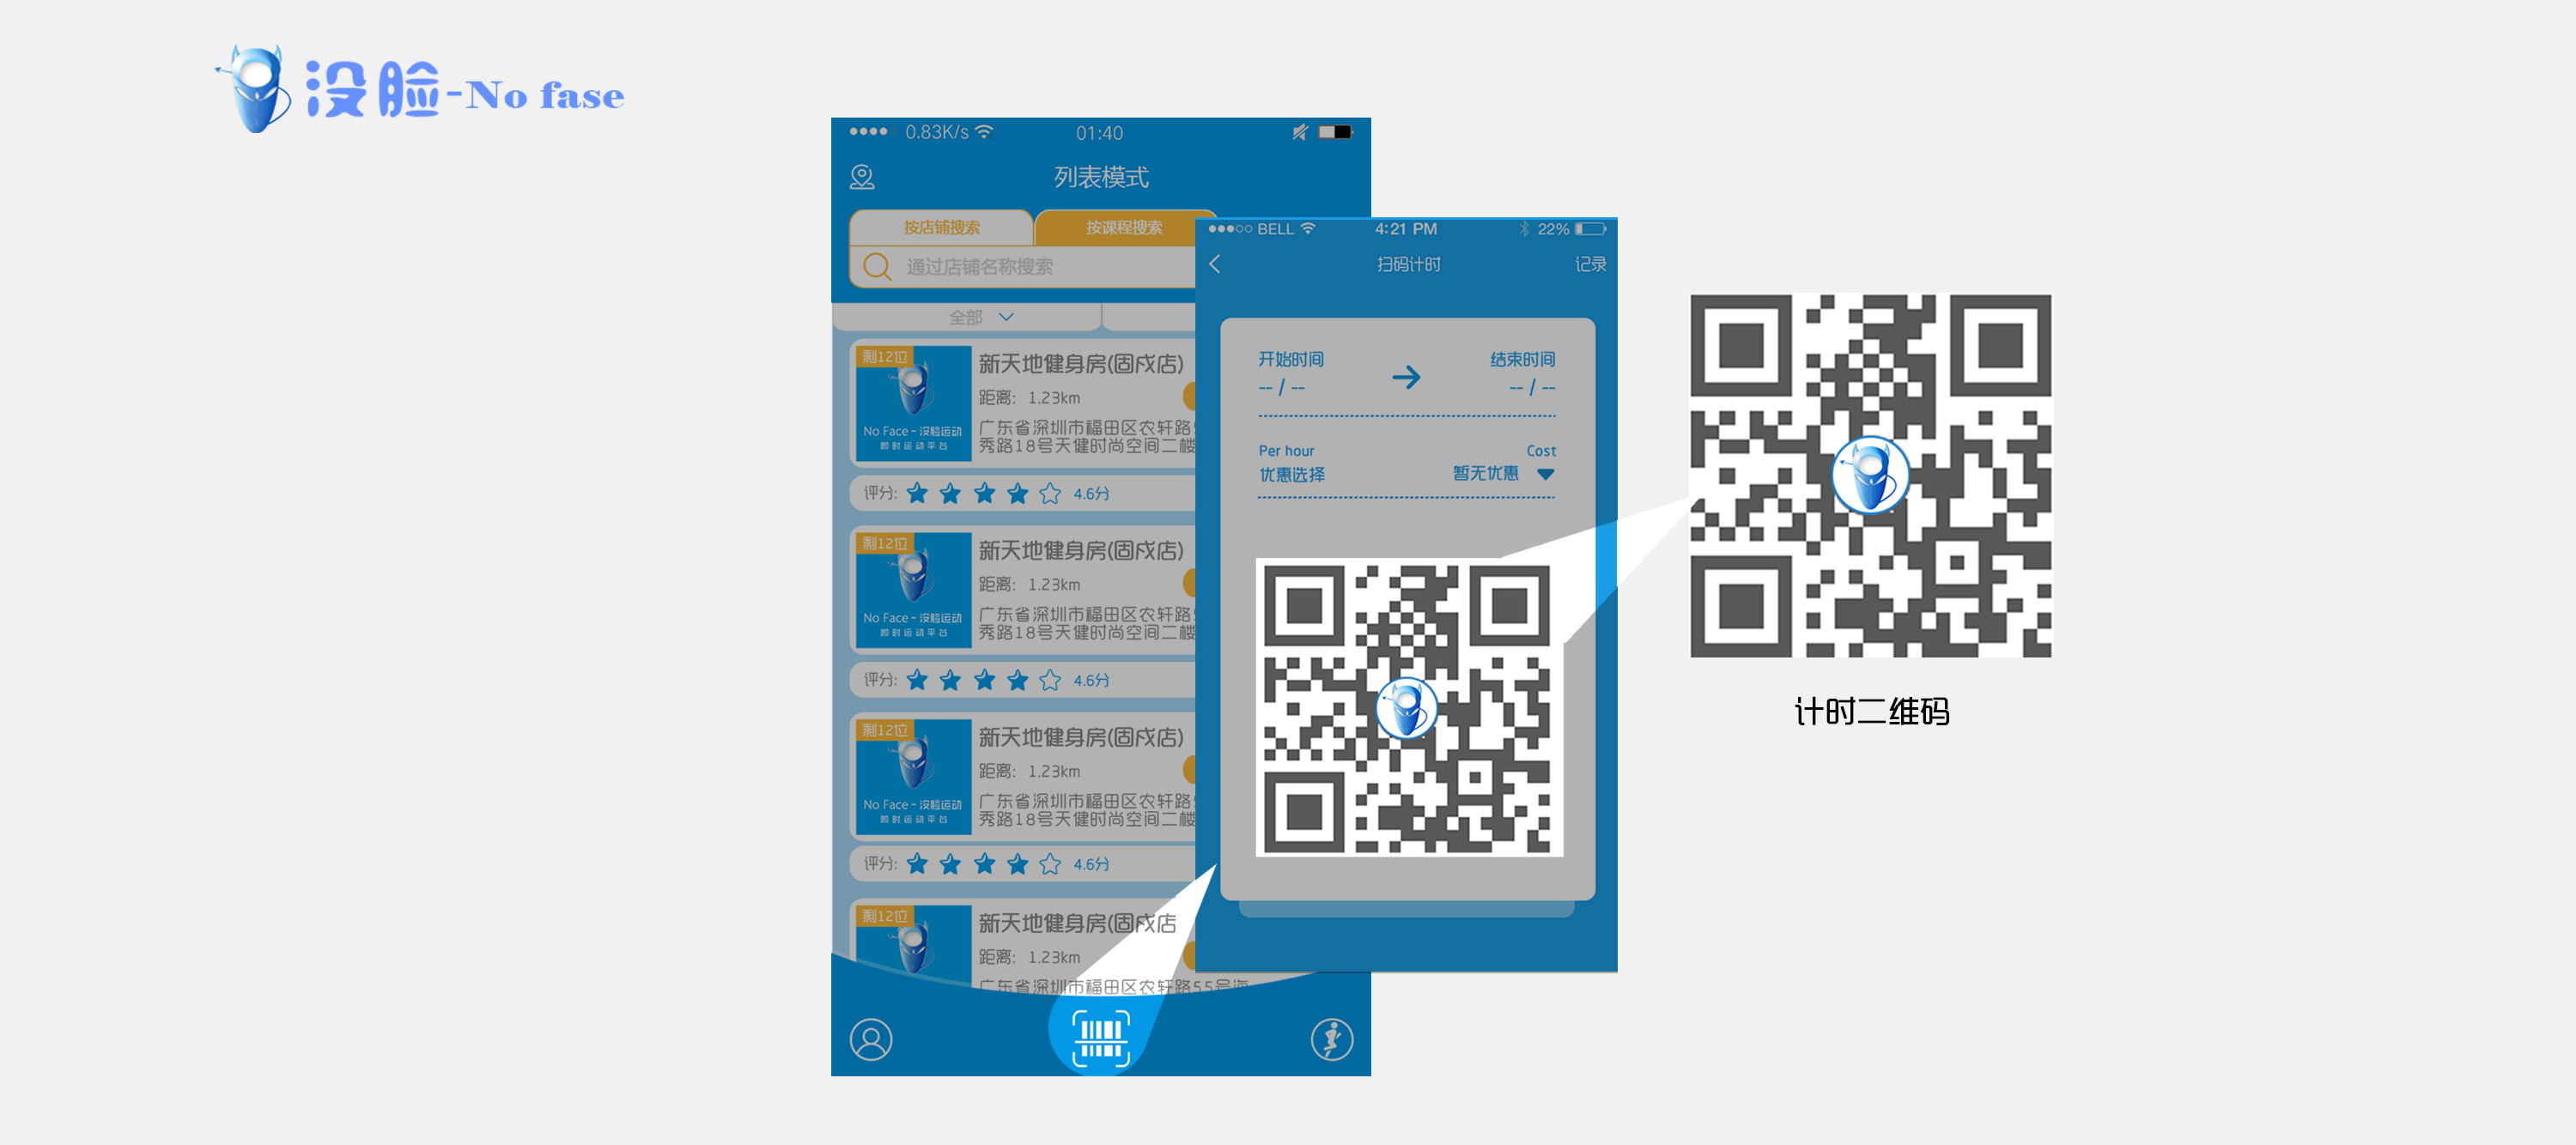 没脸-No fase
0.83K/s
01:40
列表模式
按店铺搜索
按课程搜索
通过店铺名称搜索
全部
剩12位
No Face - 没脸运动
即时运动平台
新天地健身房(固戍店)
距离: 1.23km
广东省深圳市福田区农轩路
秀路18号天健时尚空间二楼
评分:
4.6分
剩12位
No Face - 没脸运动
即时运动平台
新天地健身房(固戍店)
距离: 1.23km
广东省深圳市福田区农轩路
秀路18号天健时尚空间二楼
评分:
4.6分
剩12位
No Face - 没脸运动
即时运动平台
新天地健身房(固戍店)
距离: 1.23km
广东省深圳市福田区农轩路
秀路18号天健时尚空间二楼
评分:
4.6分
剩12位
新天地健身房(固戍店
距离: 1.23km
广东省深圳市福田区农轩路55号海
BELL
4:21 PM
22%
扫码计时
记录
开始时间
结束时间
-- / --
-- / --
Per hour
Cost
优惠选择
暂无优惠
计时二维码